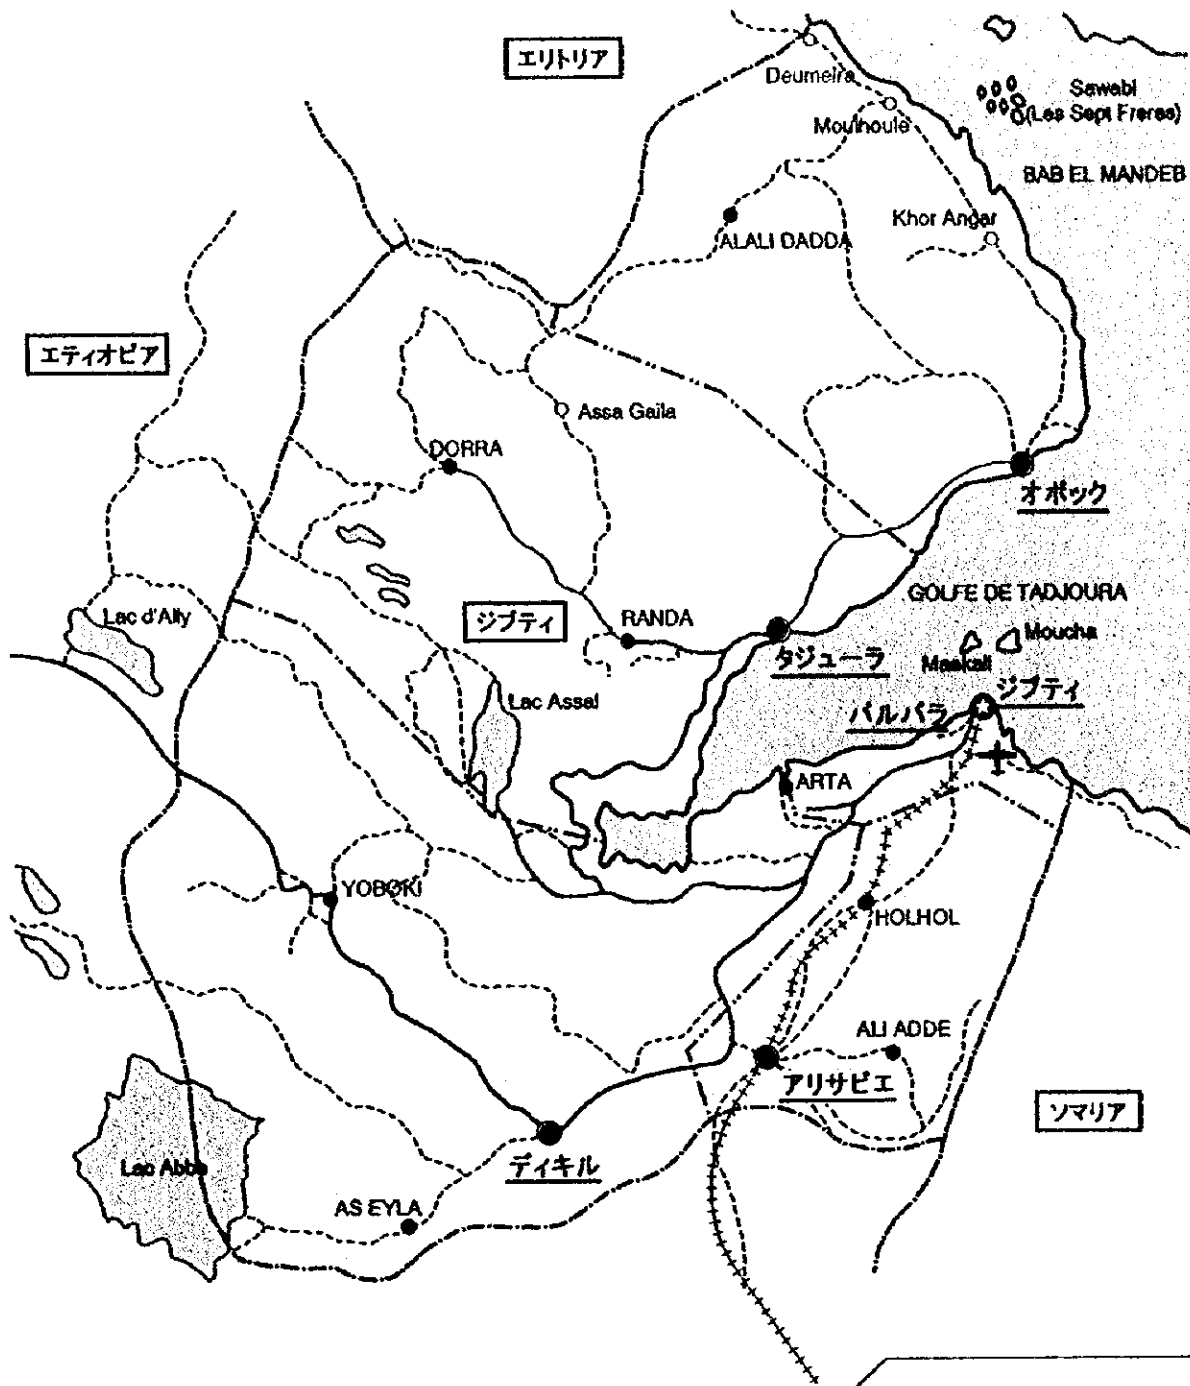 エリトリア
Deumeira
Sawabi
(Les Sept Freres)
Moulhoule
BAB EL MANDEB
Khor Angar
ALALI DADDA
エティオピア
Assa Gaila
DORRA
オボック
GOLFE DE TADJOURA
Lac d'Ally
ジブティ
RANDA
Moucha
タジューラ
Maskali
ジブティ
Lac Assal
バルバラ
ARTA
YOBOKI
HOLHOL
ALI ADDE
アリサビエ
ソマリア
Lac Abbe
ディキル
AS EYLA